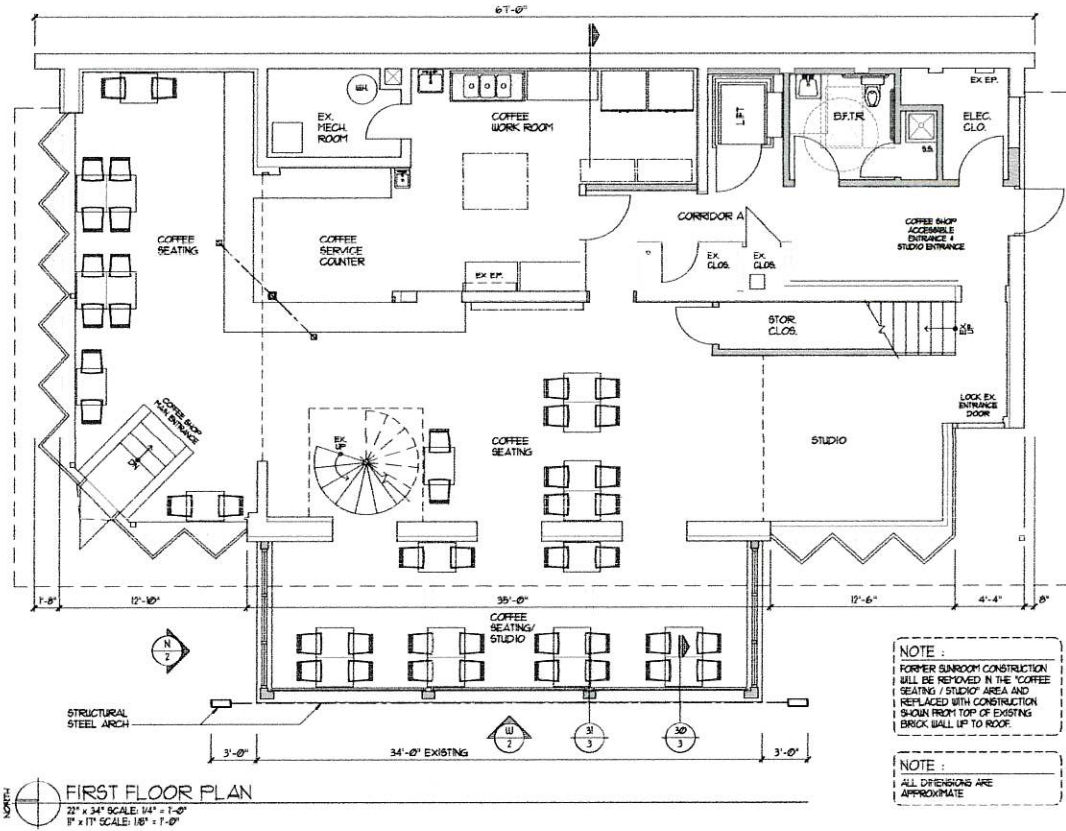 67'-0"
EX.
MECH.
ROOM
W.H.
COFFEE
WORK ROOM
LIFT
B.F.T.R.
S.S.
EX EP.
ELEC.
CLO.
COFFEE
SEATING
COFFEE
SERVICE
COUNTER
EX EP.
CORRIDOR A
EX.
CLOS.
EX.
CLOS.
COFFEE SHOP
ACCESSIBLE
ENTRANCE &
STUDIO ENTRANCE
STOR.
CLOS.
EX.
UP
LOCK EX.
ENTRANCE
DOOR
COFFEE SHOP
MAIN ENTRANCE
DN
EX.
UP
COFFEE
SEATING
STUDIO
1'-8"
12'-10"
35'-0"
12'-6"
4'-4"
8"
COFFEE
SEATING/
STUDIO
N
2
STRUCTURAL
STEEL ARCH
W
2
31
3
30
3
3'-0"
34'-0" EXISTING
3'-0"
NOTE :
FORMER SUNROOM CONSTRUCTION
WILL BE REMOVED IN THE "COFFEE
SEATING / STUDIO" AREA AND
REPLACED WITH CONSTRUCTION
SHOWN FROM TOP OF EXISTING
BRICK WALL UP TO ROOF.
NOTE :
ALL DIMENSIONS ARE
APPROXIMATE
NORTH
FIRST FLOOR PLAN
22" x 34" SCALE: 1/4" = 1'-0"
11" x 17" SCALE: 1/8" = 1'-0"